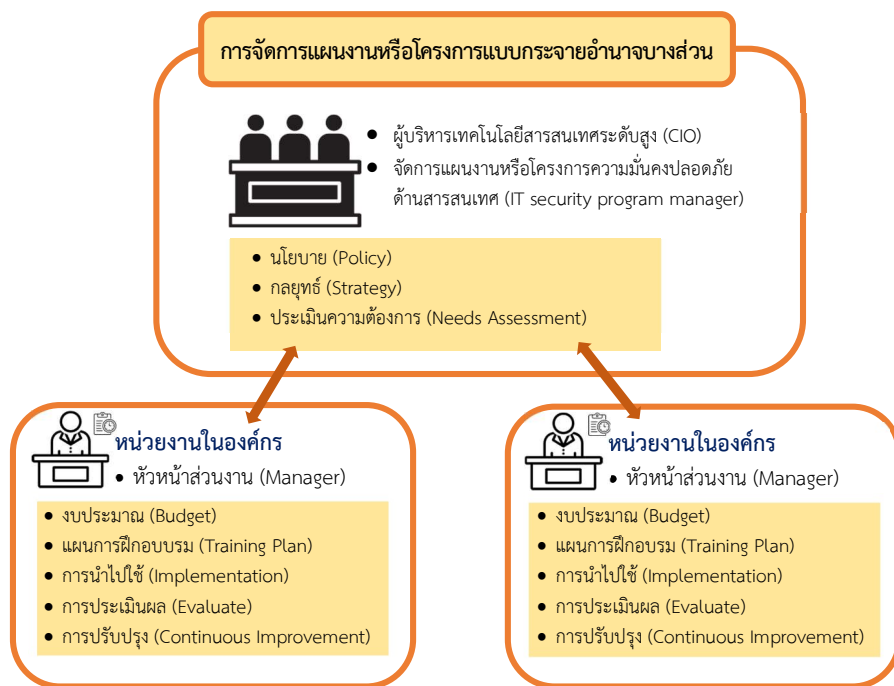 การจัดการแผนงานหรือโครงการแบบกระจายอำนาจบางส่วน
• ผู้บริหารเทคโนโลยีสารสนเทศระดับสูง (CIO)
• จัดการแผนงานหรือโครงการความมั่นคงปลอดภัย
ด้านสารสนเทศ (IT security program manager)
• นโยบาย (Policy)
• กลยุทธ์ (Strategy)
• ประเมินความต้องการ (Needs Assessment)
หน่วยงานในองค์กร
• หัวหน้าส่วนงาน (Manager)
• งบประมาณ (Budget)
• แผนการฝึกอบบรม (Training Plan)
• การนำไปใช้ (Implementation)
• การประเมินผล (Evaluate)
• การปรับปรุง (Continuous Improvement)
หน่วยงานในองค์กร
• หัวหน้าส่วนงาน (Manager)
• งบประมาณ (Budget)
• แผนการฝึกอบรม (Training Plan)
• การนำไปใช้ (Implementation)
• การประเมินผล (Evaluate)
• การปรับปรุง (Continuous Improvement)